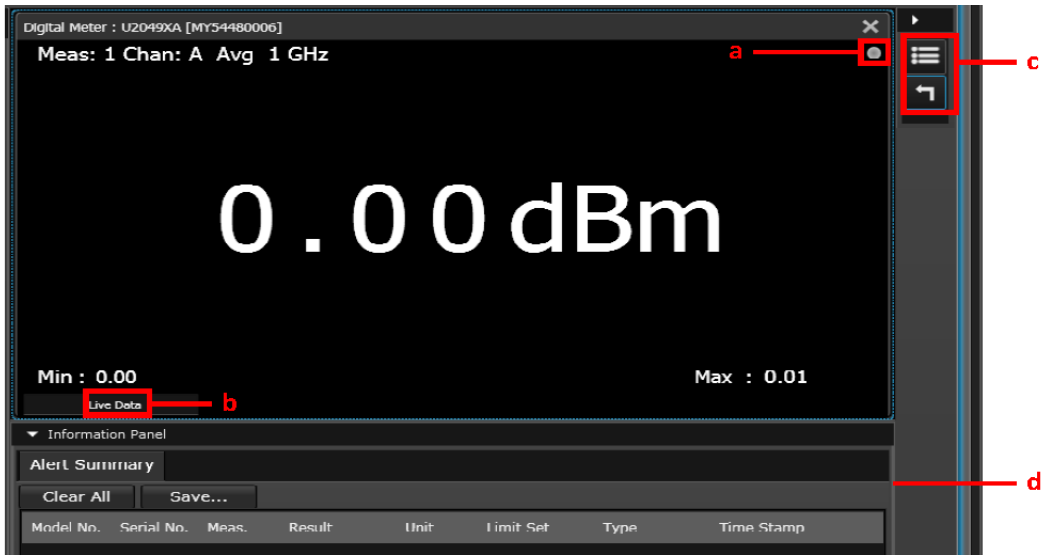 Digital Meter : U2049XA [MY54480006]
Meas: 1 Chan: A Avg 1 GHz
a
c
0.00dBm
Min : 0.00
Max : 0.01
Live Data
b
Information Panel
Alert Summary
d
Clear All Save...
Model No. Serial No. Meas. Result Unit Limit Set Type Time Stamp